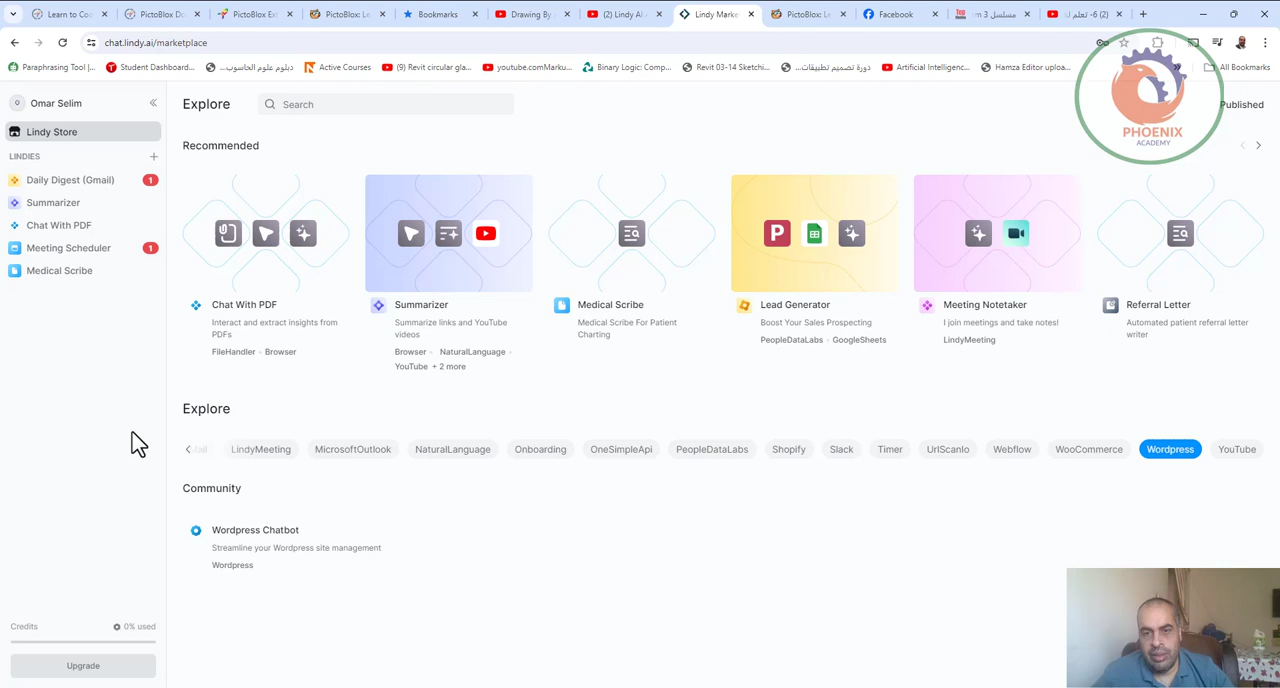 Learn to Coo
PictoBlox Do
PictoBlox Ext
PictoBlox: Le
Bookmarks
Drawing By
(2) Lindy AI
Lindy Marke
PictoBlox: Le
Facebook
مسلسل 3 m
(2) 6- تعلم
chat.lindy.ai/marketplace
Paraphrasing Tool |...
Student Dashboard...
دبلوم علوم الحاسوب...
Active Courses
(9) Revit
youtube.comMarku...
Binary Logic: Comp...
Revit 03-14 Sketchi...
دورة تصميم تطبيقات...
Artificial Intelligenc...
Hamza Editor uploa...
All Bookmarks
Omar Selim
Explore
Search
PHOENIX
ACADEMY
Published
Lindy Store
LINDIES
Recommended
Daily Digest (Gmail) 1
Summarizer
Chat With PDF
Meeting Scheduler 1
Medical Scribe
P
Chat With PDF
Interact and extract insights from
PDFs
FileHandler · Browser
Summarizer
Summarize links and YouTube
videos
Browser · NaturalLanguage ·
YouTube + 2 more
Medical Scribe
Medical Scribe For Patient
Charting
Lead Generator
Boost Your Sales Prospecting
PeopleDataLabs · GoogleSheets
Meeting Notetaker
I join meetings and take notes!
LindyMeeting
Referral Letter
Automated patient referral letter
writer
Explore
LindyMeeting MicrosoftOutlook NaturalLanguage Onboarding OneSimpleApi PeopleDataLabs Shopify Slack Timer UrlScanIo Webflow WooCommerce Wordpress YouTube
Community
Wordpress Chatbot
Streamline your Wordpress site management
Wordpress
Credits 0% used
Upgrade